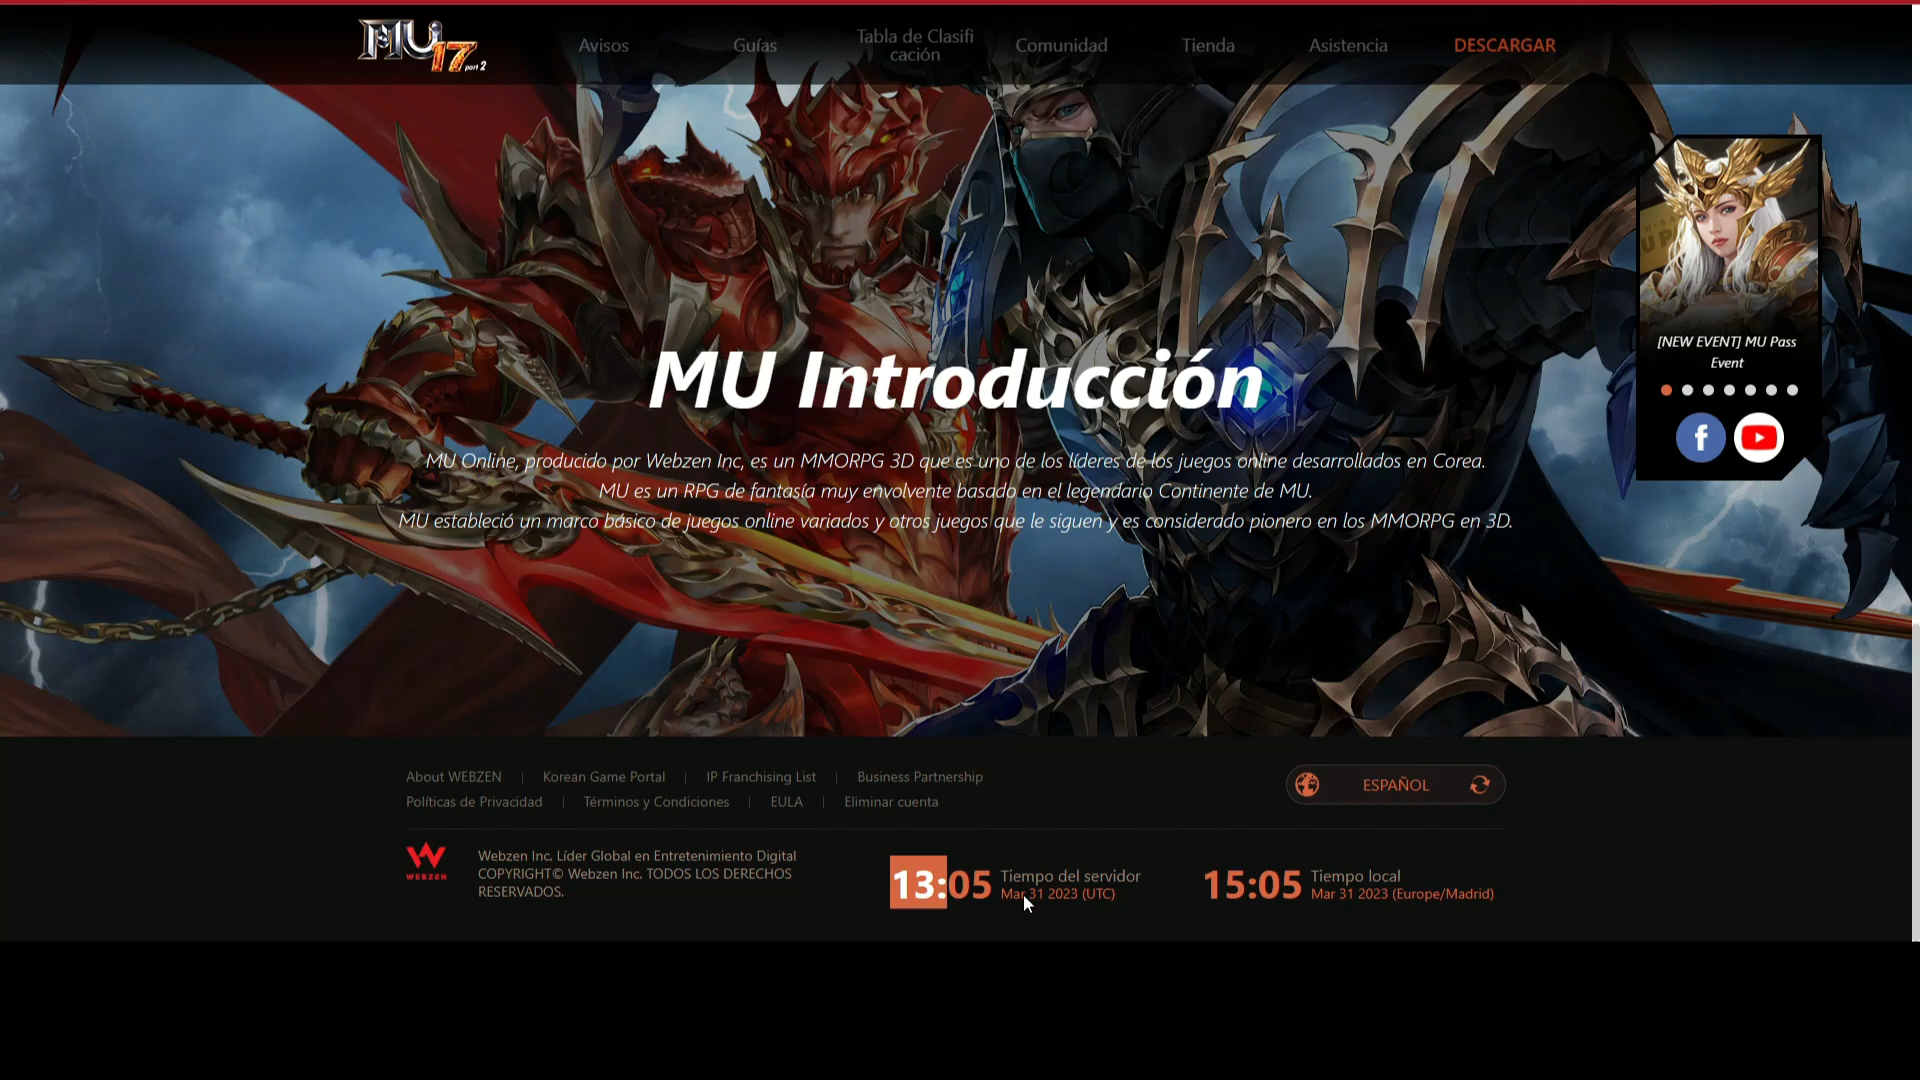 MU 17 part 2
Avisos
Guías
Tabla de Clasifi
cación
Comunidad
Tienda
Asistencia
DESCARGAR
[NEW EVENT] MU Pass
Event
MU Introducción
MU Online, producido por Webzen Inc, es un MMORPG 3D que es uno de los líderes de los juegos online desarrollados en Corea.
MU es un RPG de fantasía muy envolvente basado en el legendario Continente de MU.
MU estableció un marco básico de juegos online variados y otros juegos que le siguen y es considerado pionero en los MMORPG en 3D.
About WEBZEN | Korean Game Portal | IP Franchising List | Business Partnership
Políticas de Privacidad | Términos y Condiciones | EULA | Eliminar cuenta
ESPAÑOL
WEBZEN
Webzen Inc. Líder Global en Entretenimiento Digital
COPYRIGHT© Webzen Inc. TODOS LOS DERECHOS
RESERVADOS.
13:05
Tiempo del servidor
Mar 31 2023 (UTC)
15:05
Tiempo local
Mar 31 2023 (Europe/Madrid)